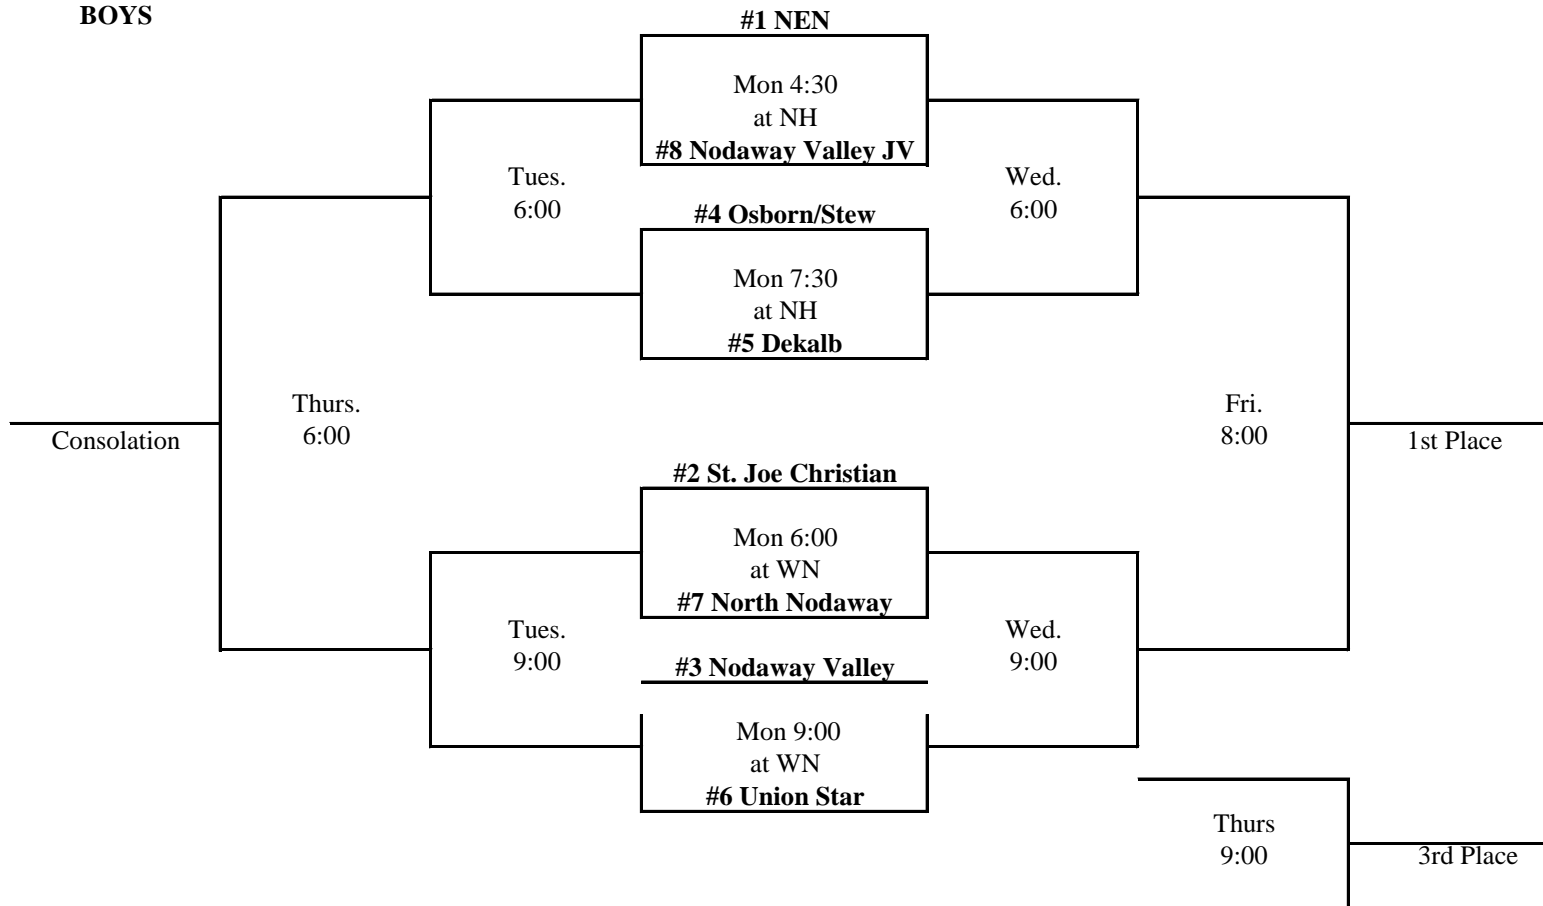 BOYS
#1 NEN
Mon 4:30
at NH
#8 Nodaway Valley JV
Tues.
6:00
Wed.
6:00
#4 Osborn/Stew
Mon 7:30
at NH
#5 Dekalb
Thurs.
6:00
Consolation
Fri.
8:00
1st Place
#2 St. Joe Christian
Mon 6:00
at WN
#7 North Nodaway
Tues.
9:00
Wed.
9:00
#3 Nodaway Valley
Mon 9:00
at WN
#6 Union Star
Thurs
9:00
3rd Place